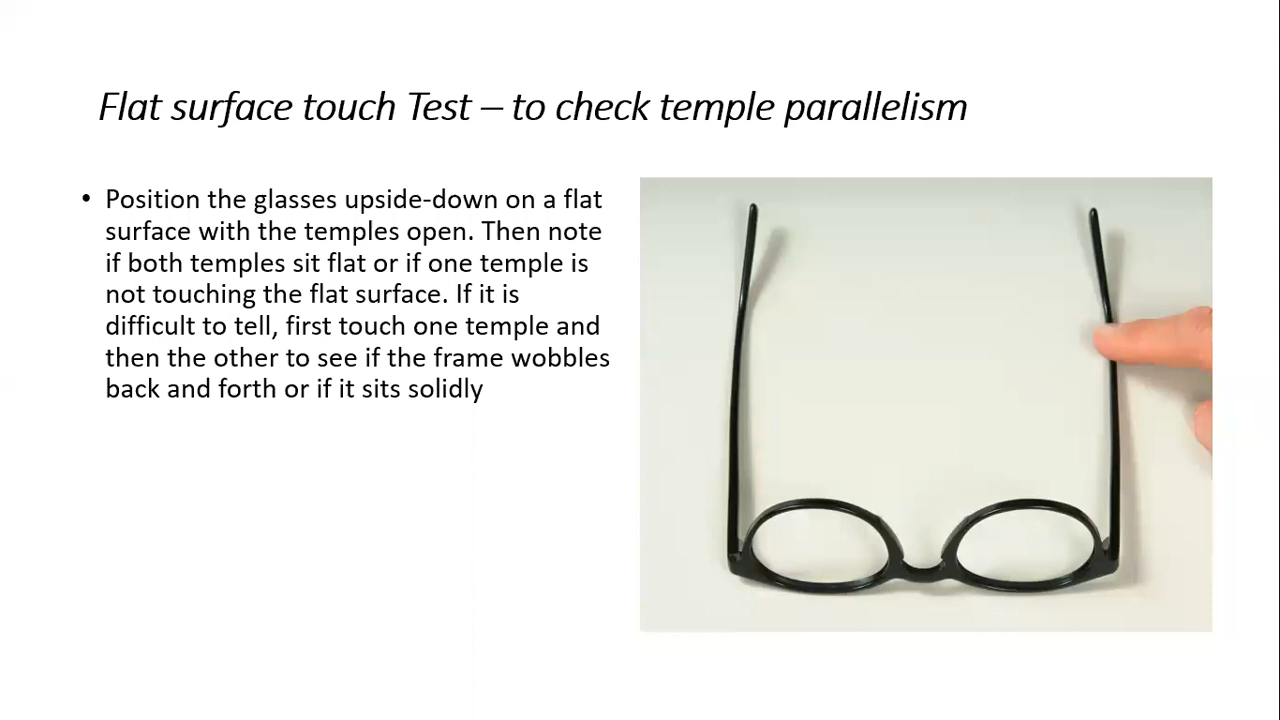 Flat surface touch Test – to check temple parallelism
• Position the glasses upside-down on a flat
surface with the temples open. Then note
if both temples sit flat or if one temple is
not touching the flat surface. If it is
difficult to tell, first touch one temple and
then the other to see if the frame wobbles
back and forth or if it sits solidly